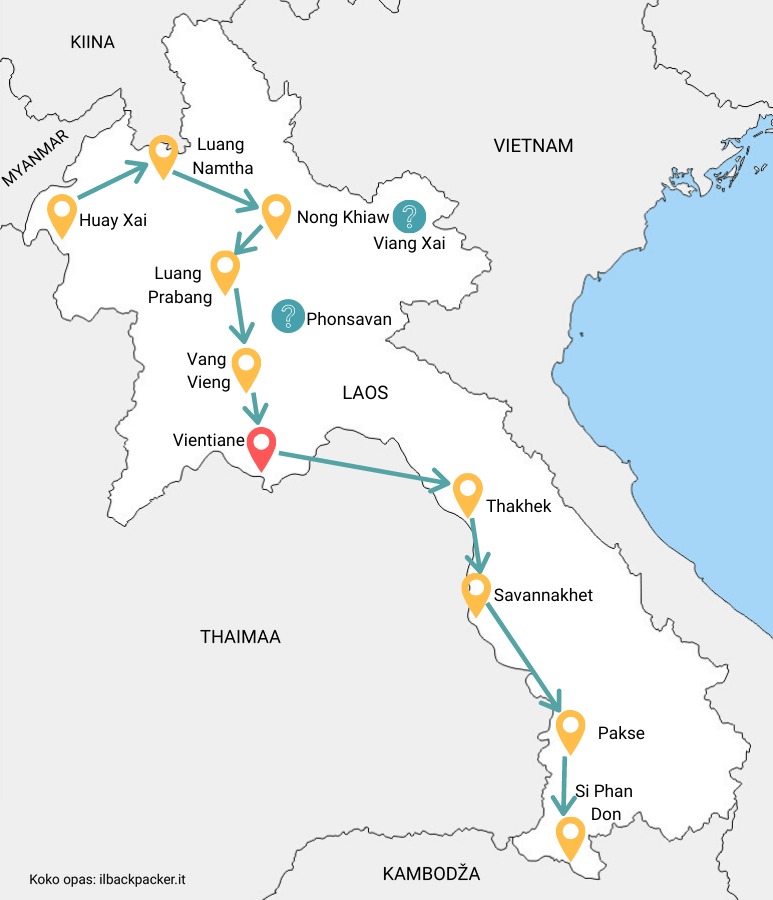 KIINA
MYANMAR
VIETNAM
Luang
Namtha
Huay Xai
Nong Khiaw
?
Viang Xai
Luang
Prabang
?
Phonsavan
Vang
Vieng
LAOS
Vientiane
Thakhek
Savannakhet
THAIMAA
Pakse
Si Phan
Don
KAMBODŽA
Koko opas: ilbackpacker.it